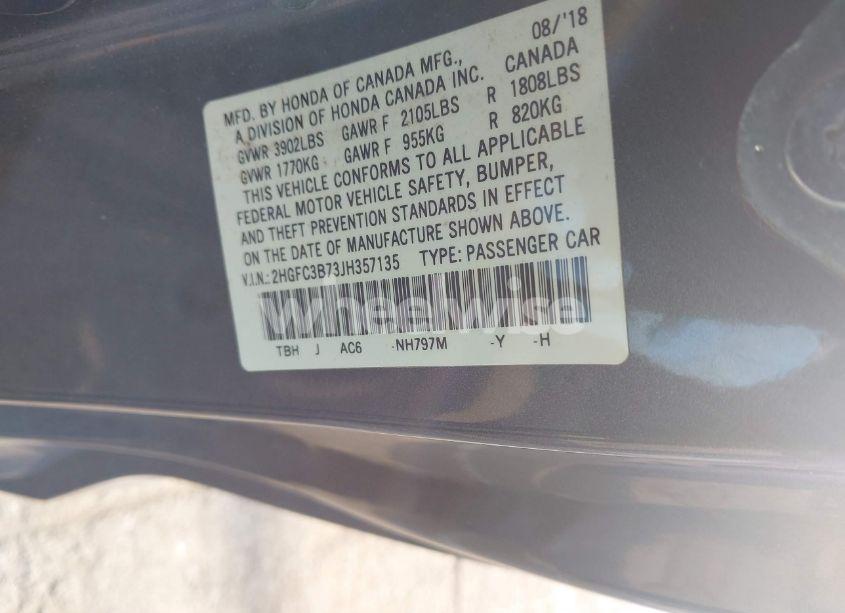 08/'18
MFD. BY HONDA OF CANADA MFG.,
A DIVISION OF HONDA CANADA INC. CANADA
GVWR 3902LBS GAWR F 2105LBS R 1808LBS
GVWR 1770KG GAWR F 955KG R 820KG
THIS VEHICLE CONFORMS TO ALL APPLICABLE
FEDERAL MOTOR VEHICLE SAFETY, BUMPER,
AND THEFT PREVENTION STANDARDS IN EFFECT
ON THE DATE OF MANUFACTURE SHOWN ABOVE.
V.I.N.: 2HGFC3B73JH357135 TYPE: PASSENGER CAR
Wheelwise
TBH J AC6 -NH797M -Y -H